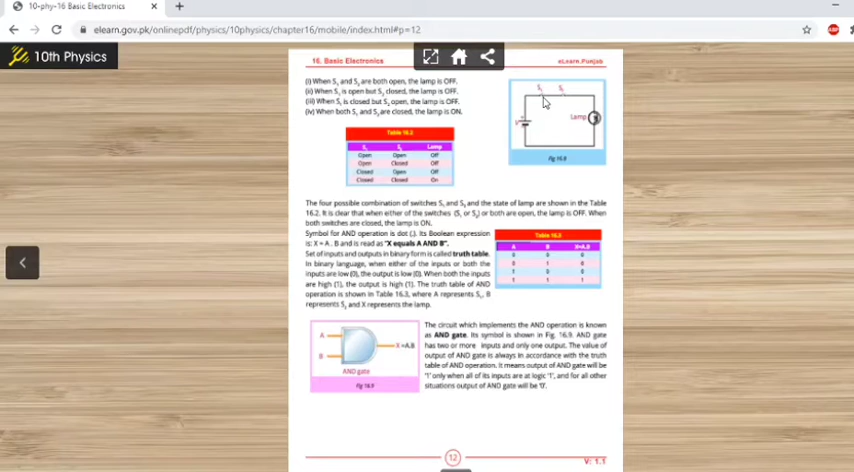 10-phy-16 Basic Electronics
elearn.gov.pk/onlinepdf/physics/10physics/chapter16/mobile/index.html#p=12
10th Physics
16. Basic Electronics
eLearn.Punjab
(i) When S₁ and S₂ are both open, the lamp is OFF.
(ii) When S₁ is open but S₂ closed, the lamp is OFF.
(iii) When S₁ is closed but S₂ open, the lamp is OFF.
(iv) When both S₁ and S₂ are closed, the lamp is ON.
S₁ S₂
V
Lamp
Fig 16.8
Table 16.2
S₁ S₂ Lamp
Open Open Off
Open Closed Off
Closed Open Off
Closed Closed On
The four possible combination of switches S₁ and S₂ and the state of lamp are shown in the Table
16.2. It is clear that when either of the switches (S₁ or S₂) or both are open, the lamp is OFF. When
both switches are closed, the lamp is ON.
Symbol for AND operation is dot (.). Its Boolean expression
is: X = A . B and is read as "X equals A AND B".
Set of inputs and outputs in binary form is called truth table.
In binary language, when either of the inputs or both the
inputs are low (0), the output is low (0). When both the inputs
are high (1), the output is high (1). The truth table of AND
operation is shown in Table 16.3, where A represents S₁, B
represents S₂ and X represents the lamp.
Table 16.3
A B X=A.B
0 0 0
0 1 0
1 0 0
1 1 1
A
B
X =A.B
AND gate
Fig 16.9
The circuit which implements the AND operation is known
as AND gate. Its symbol is shown in Fig. 16.9. AND gate
has two or more inputs and only one output. The value of
output of AND gate is always in accordance with the truth
table of AND operation. It means output of AND gate will be
'1' only when all of its inputs are at logic '1', and for all other
situations output of AND gate will be '0'.
12
V: 1.1